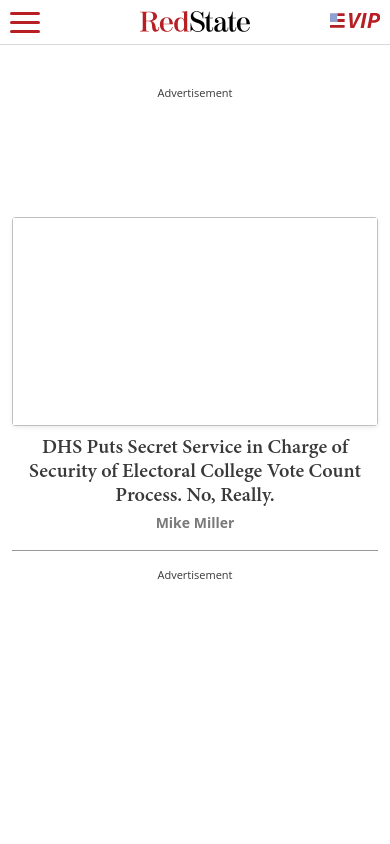 RedState
VIP
Advertisement
DHS Puts Secret Service in Charge of
Security of Electoral College Vote Count
Process. No, Really.
Mike Miller
Advertisement